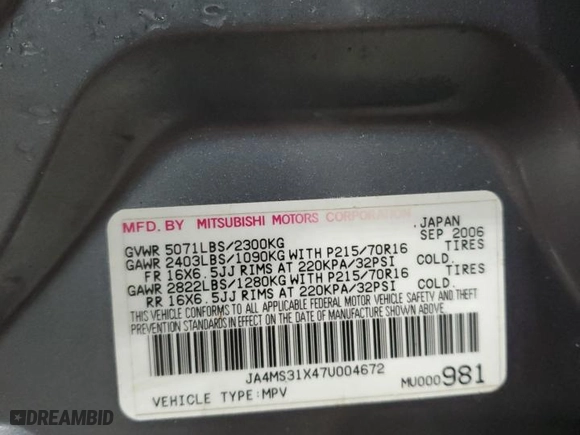 MFD. BY MITSUBISHI MOTORS CORPORATION
JAPAN
GVWR 5071LBS/2300KG SEP 2006
GAWR 2403LBS/1090KG WITH P215/70R16 TIRES
FR 16X6.5JJ RIMS AT 220KPA/32PSI COLD.
GAWR 2822LBS/1280KG WITH P215/70R16 TIRES
RR 16X6.5JJ RIMS AT 220KPA/32PSI COLD.
THIS VEHICLE CONFORMS TO ALL APPLICABLE FEDERAL MOTOR VEHICLE SAFETY AND THEFT
PREVENTION STANDARDS IN EFFECT ON THE DATE OF MANUFACTURE SHOWN ABOVE.
JA4MS31X47U004672
VEHICLE TYPE:MPV MU000981
DREAMBID